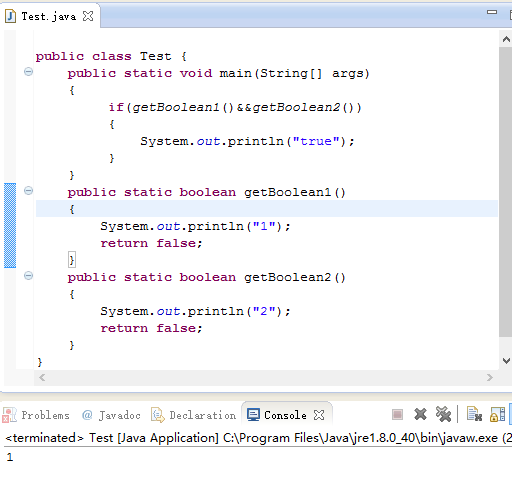 Test.java
public class Test {
public static void main(String[] args)
{
if(getBoolean1()&&getBoolean2())
{
System.out.println("true");
}
}
public static boolean getBoolean1()
{
System.out.println("1");
return false;
}
public static boolean getBoolean2()
{
System.out.println("2");
return false;
}
}
Problems @ Javadoc Declaration Console
<terminated> Test [Java Application] C:\Program Files\Java\jre1.8.0_40\bin\javaw.exe (2
1